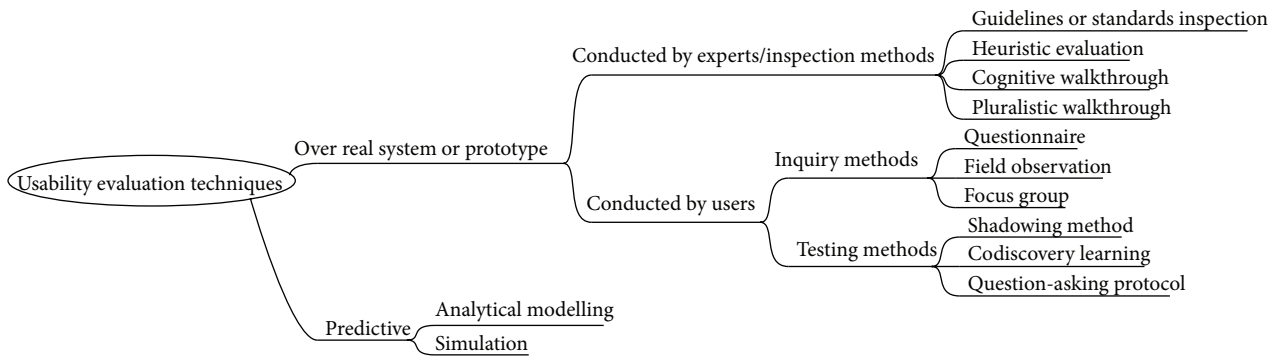 Usability evaluation techniques
Over real system or prototype
Conducted by experts/inspection methods
Guidelines or standards inspection
Heuristic evaluation
Cognitive walkthrough
Pluralistic walkthrough
Conducted by users
Inquiry methods
Questionnaire
Field observation
Focus group
Testing methods
Shadowing method
Codiscovery learning
Question-asking protocol
Predictive
Analytical modelling
Simulation